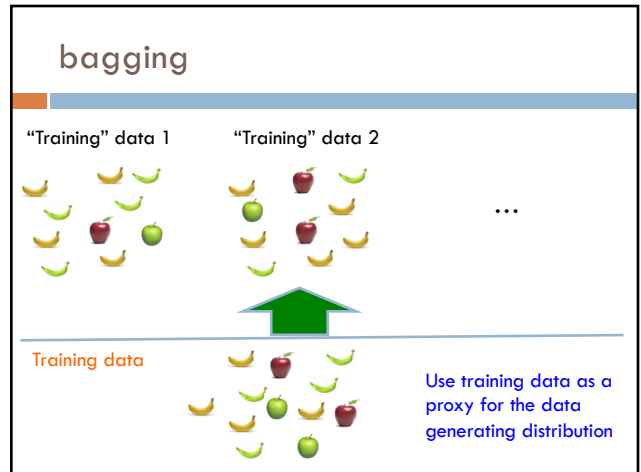 bagging
“Training” data 1
“Training” data 2
...
Training data
Use training data as a
proxy for the data
generating distribution